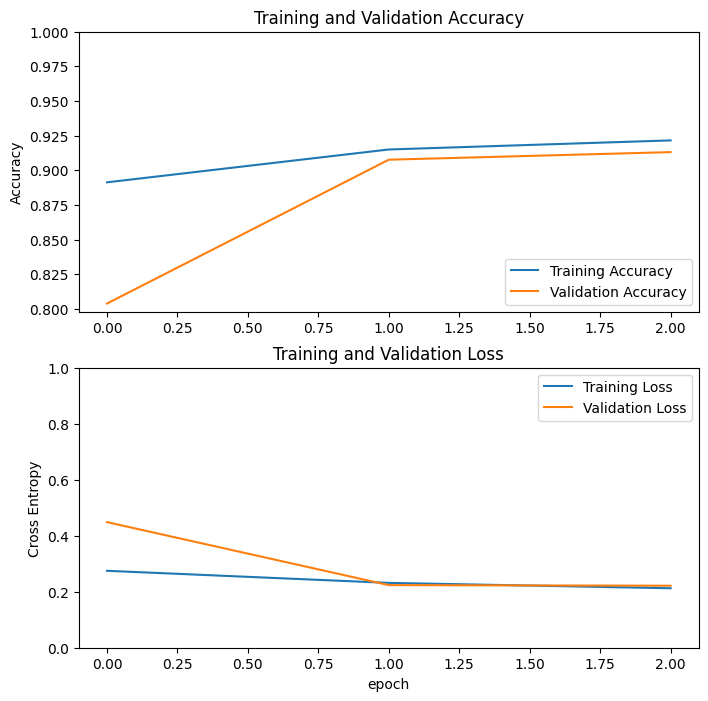 Training and Validation Accuracy
1.000
0.975
0.950
0.925
0.900
0.875
0.850
0.825
0.800
Accuracy
Training Accuracy
Validation Accuracy
0.00 0.25 0.50 0.75 1.00 1.25 1.50 1.75 2.00
Training and Validation Loss
1.0
0.8
0.6
0.4
0.2
0.0
Cross Entropy
Training Loss
Validation Loss
0.00 0.25 0.50 0.75 1.00 1.25 1.50 1.75 2.00
epoch